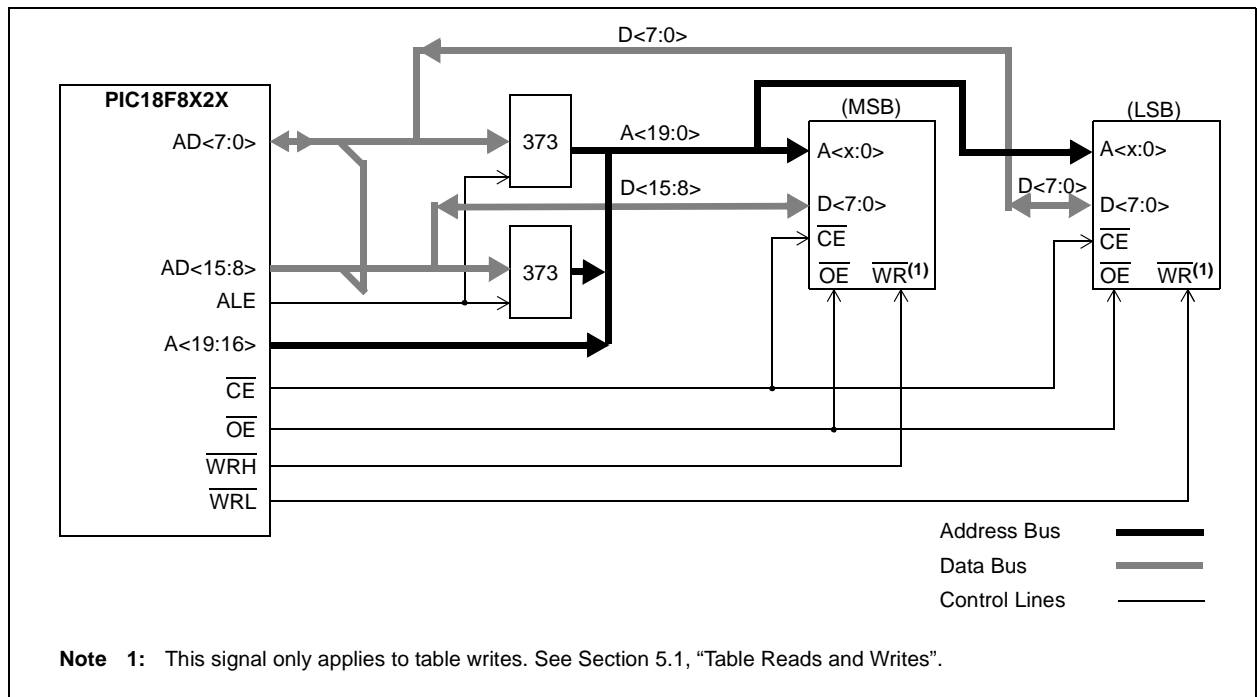 D<7:0>
PIC18F8X2X
AD<7:0>
373
A<19:0>
(MSB)
(LSB)
A<x:0>
A<x:0>
D<15:8>
D<7:0>
D<7:0>
D<7:0>
CE
CE
OE WR(1)
OE WR(1)
AD<15:8>
373
ALE
A<19:16>
CE
OE
WRH
WRL
Address Bus
Data Bus
Control Lines
Note 1: This signal only applies to table writes. See Section 5.1, “Table Reads and Writes”.